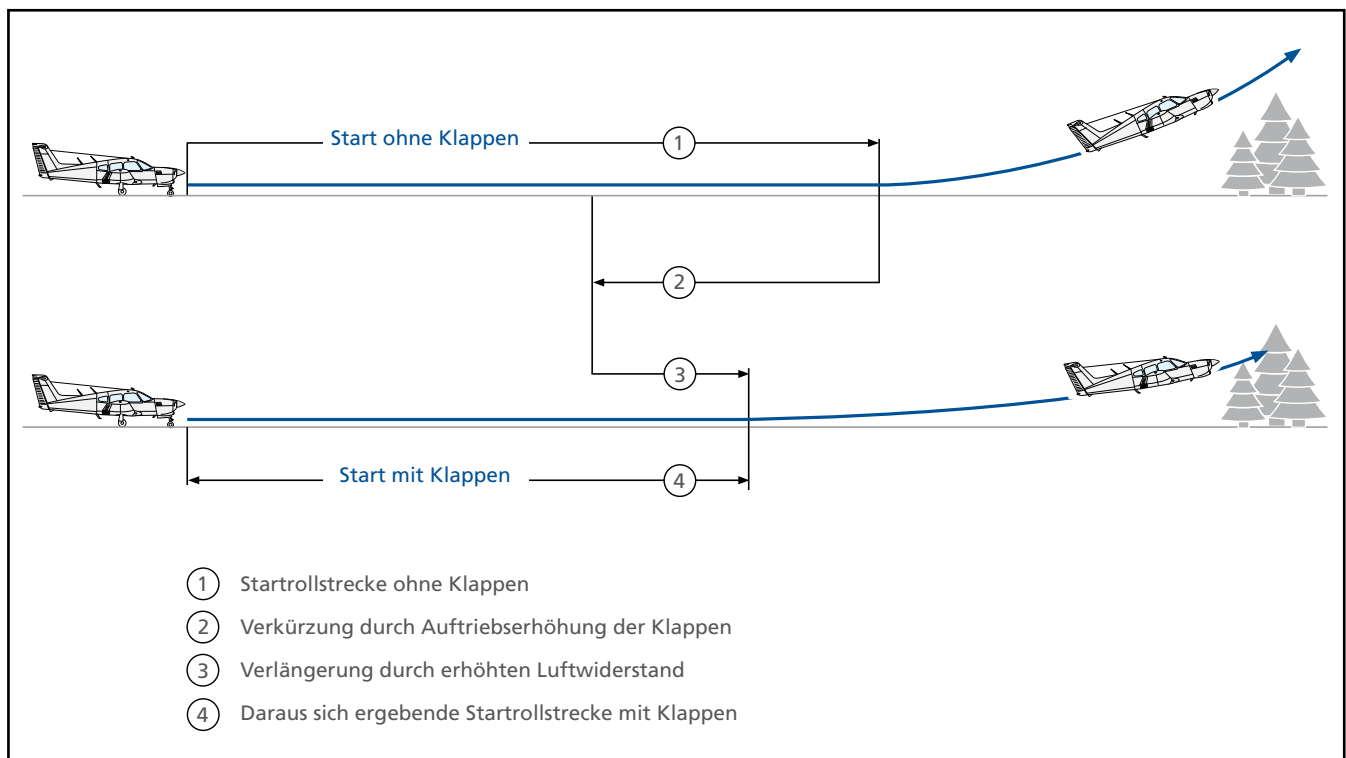 Start ohne Klappen
1
2
3
Start mit Klappen
4
1 Startrollstrecke ohne Klappen
2 Verkürzung durch Auftriebserhöhung der Klappen
3 Verlängerung durch erhöhten Luftwiderstand
4 Daraus sich ergebende Startrollstrecke mit Klappen